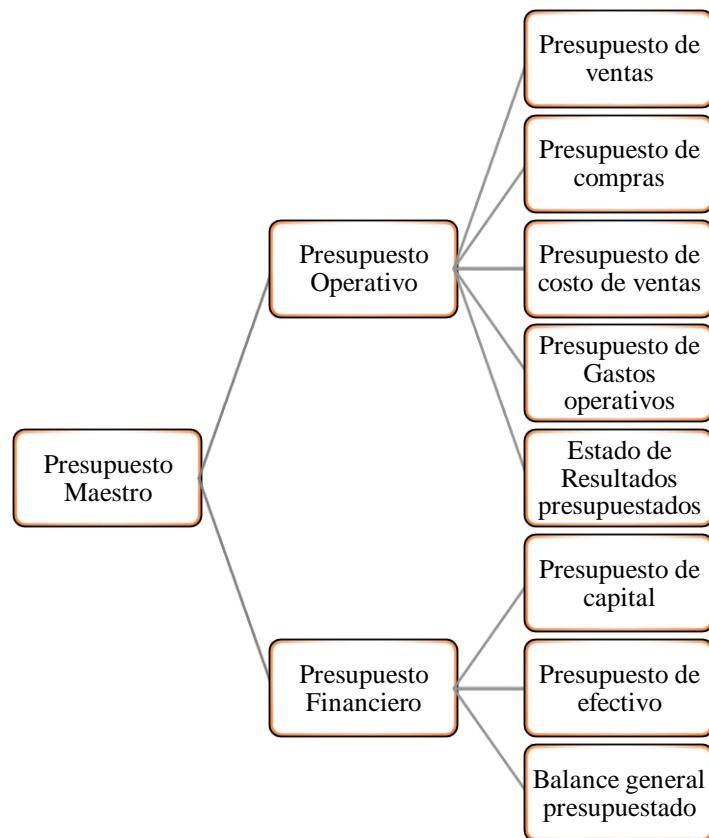 Presupuesto de
ventas
Presupuesto de
compras
Presupuesto
Operativo
Presupuesto de
costo de ventas
Presupuesto de
Gastos
operativos
Presupuesto
Maestro
Estado de
Resultados
presupuestados
Presupuesto de
capital
Presupuesto
Financiero
Presupuesto de
efectivo
Balance general
presupuestado